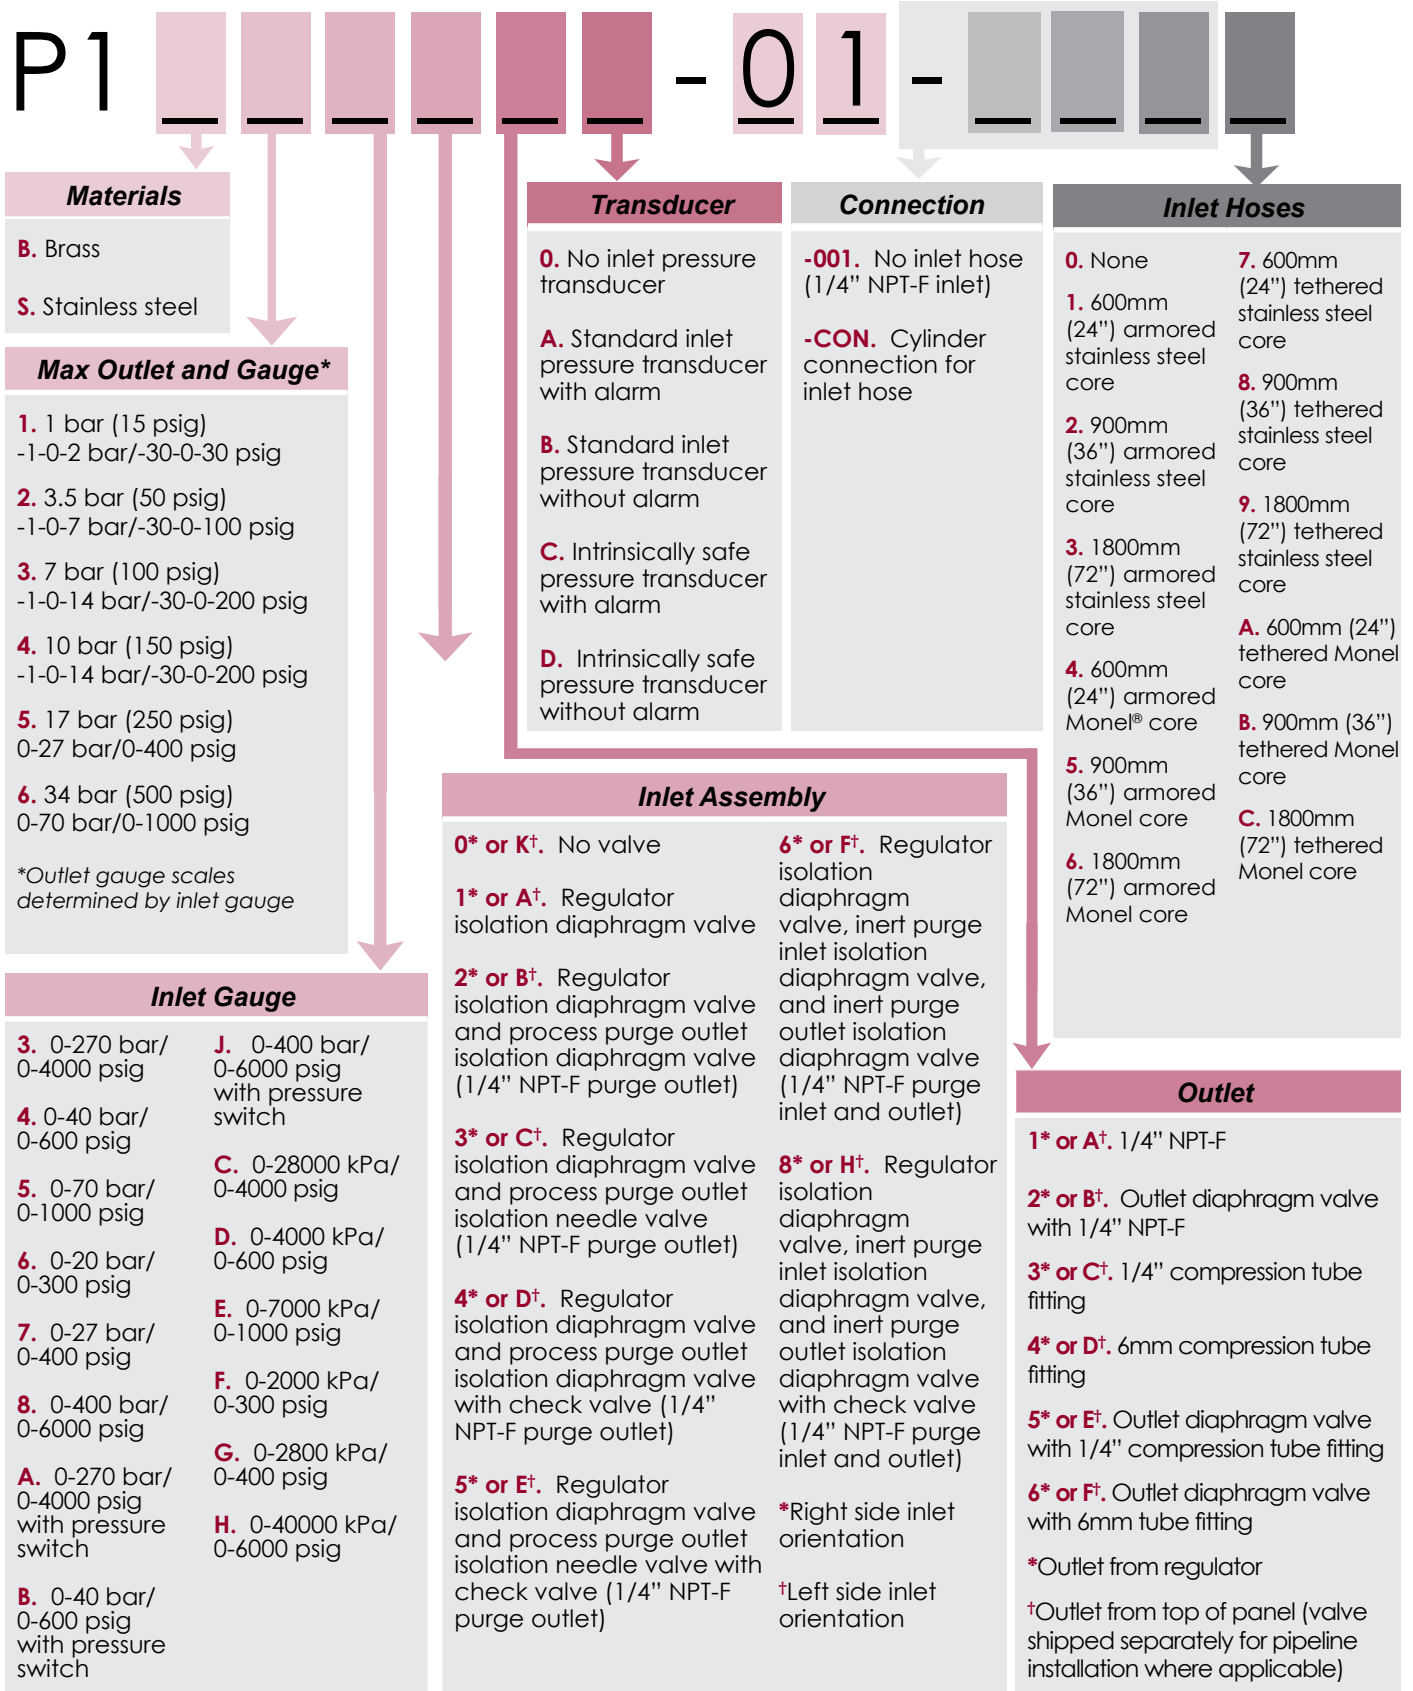 P1 _ _ _ _ _ _ - 0 1 - _ _ _ _
Materials
B. Brass
S. Stainless steel
Max Outlet and Gauge*
1. 1 bar (15 psig)
-1-0-2 bar/-30-0-30 psig
2. 3.5 bar (50 psig)
-1-0-7 bar/-30-0-100 psig
3. 7 bar (100 psig)
-1-0-14 bar/-30-0-200 psig
4. 10 bar (150 psig)
-1-0-14 bar/-30-0-200 psig
5. 17 bar (250 psig)
0-27 bar/0-400 psig
6. 34 bar (500 psig)
0-70 bar/0-1000 psig
*Outlet gauge scales
determined by inlet gauge
Inlet Gauge
3. 0-270 bar/
0-4000 psig
4. 0-40 bar/
0-600 psig
5. 0-70 bar/
0-1000 psig
6. 0-20 bar/
0-300 psig
7. 0-27 bar/
0-400 psig
8. 0-400 bar/
0-6000 psig
A. 0-270 bar/
0-4000 psig
with pressure
switch
B. 0-40 bar/
0-600 psig
with pressure
switch
J. 0-400 bar/
0-6000 psig
with pressure
switch
C. 0-28000 kPa/
0-4000 psig
D. 0-4000 kPa/
0-600 psig
E. 0-7000 kPa/
0-1000 psig
F. 0-2000 kPa/
0-300 psig
G. 0-2800 kPa/
0-400 psig
H. 0-40000 kPa/
0-6000 psig
Transducer
0. No inlet pressure
transducer
A. Standard inlet
pressure transducer
with alarm
B. Standard inlet
pressure transducer
without alarm
C. Intrinsically safe
pressure transducer
with alarm
D. Intrinsically safe
pressure transducer
without alarm
Connection
-001. No inlet hose
(1/4” NPT-F inlet)
-CON. Cylinder
connection for
inlet hose
Inlet Hoses
0. None
1. 600mm
(24”) armored
stainless steel
core
2. 900mm
(36”) armored
stainless steel
core
3. 1800mm
(72”) armored
stainless steel
core
4. 600mm
(24”) armored
Monel® core
5. 900mm
(36”) armored
Monel core
6. 1800mm
(72”) armored
Monel core
7. 600mm
(24”) tethered
stainless steel
core
8. 900mm
(36”) tethered
stainless steel
core
9. 1800mm
(72”) tethered
stainless steel
core
A. 600mm (24”)
tethered Monel
core
B. 900mm (36”)
tethered Monel
core
C. 1800mm
(72”) tethered
Monel core
Inlet Assembly
0* or K†. No valve
1* or A†. Regulator
isolation diaphragm valve
2* or B†. Regulator
isolation diaphragm valve
and process purge outlet
isolation diaphragm valve
(1/4” NPT-F purge outlet)
3* or C†. Regulator
isolation diaphragm valve
and process purge outlet
isolation needle valve
(1/4” NPT-F purge outlet)
4* or D†. Regulator
isolation diaphragm valve
and process purge outlet
isolation diaphragm valve
with check valve (1/4”
NPT-F purge outlet)
5* or E†. Regulator
isolation diaphragm valve
and process purge outlet
isolation needle valve with
check valve (1/4” NPT-F
purge outlet)
6* or F†. Regulator
isolation
diaphragm
valve, inert purge
inlet isolation
diaphragm valve,
and inert purge
outlet isolation
diaphragm valve
(1/4” NPT-F purge
inlet and outlet)
8* or H†. Regulator
isolation
diaphragm
valve, inert purge
inlet isolation
diaphragm valve,
and inert purge
outlet isolation
diaphragm valve
with check valve
(1/4” NPT-F purge
inlet and outlet)
*Right side inlet
orientation
†Left side inlet
orientation
Outlet
1* or A†. 1/4” NPT-F
2* or B†. Outlet diaphragm valve
with 1/4” NPT-F
3* or C†. 1/4” compression tube
fitting
4* or D†. 6mm compression tube
fitting
5* or E†. Outlet diaphragm valve
with 1/4” compression tube fitting
6* or F†. Outlet diaphragm valve
with 6mm tube fitting
*Outlet from regulator
†Outlet from top of panel (valve
shipped separately for pipeline
installation where applicable)